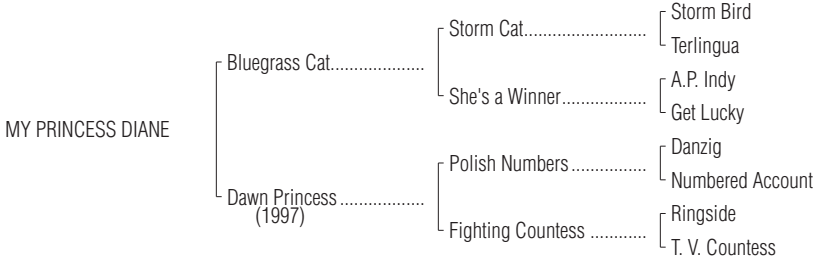 Storm Bird
Storm Cat........................
Terlingua
Bluegrass Cat....................
A.P. Indy
She's a Winner.................
Get Lucky
MY PRINCESS DIANE
Danzig
Polish Numbers...............
Numbered Account
Dawn Princess..................
(1997)
Ringside
Fighting Countess ............
T. V. Countess